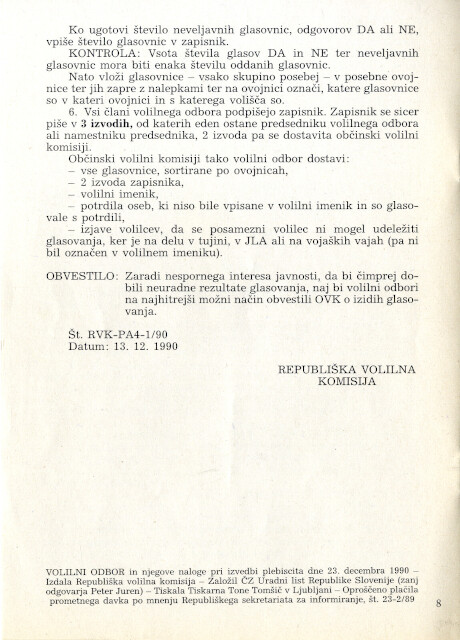 Ko ugotovi število neveljavnih glasovnic, odgovorov DA ali NE,
vpiše število glasovnic v zapisnik.
KONTROLA: Vsota števila glasov DA in NE ter neveljavnih
glasovnic mora biti enaka številu oddanih glasovnic.
Nato vloži glasovnice – vsako skupino posebej – v posebne ovoj-
nice ter jih zapre z nalepkami ter na ovojnici označi, katere glasovnice
so v kateri ovojnici in s katerega volišča so.
6. Vsi člani volilnega odbora podpišejo zapisnik. Zapisnik se sicer
piše v 3 izvodih, od katerih eden ostane predsedniku volilnega odbora
ali namestniku predsednika, 2 izvoda pa se dostavita občinski volilni
komisiji.
Občinski volilni komisiji tako volilni odbor dostavi:
– vse glasovnice, sortirane po ovojnicah,
– 2 izvoda zapisnika,
– volilni imenik,
– potrdila oseb, ki niso bile vpisane v volilni imenik in so glaso-
vale s potrdili,
– izjave volilcev, da se posamezni volilec ni mogel udeležiti
glasovanja, ker je na delu v tujini, v JLA ali na vojaških vajah (pa ni
bil označen v volilnem imeniku).
OBVESTILO: Zaradi nespornega interesa javnosti, da bi čimprej do-
bili neuradne rezultate glasovanja, naj bi volilni odbori
na najhitrejši možni način obvestili OVK o izidih glaso-
vanja.
Št. RVK-PA4-1/90
Datum: 13. 12. 1990
REPUBLIŠKA VOLILNA
KOMISIJA
VOLILNI ODBOR in njegove naloge pri izvedbi plebiscita dne 23. decembra 1990 –
Izdala Republiška volilna komisija – Založil ČZ Uradni list Republike Slovenije (zanj
odgovarja Peter Juren) – Tiskala Tiskarna Tone Tomšič v Ljubljani – Oproščeno plačila
prometnega davka po mnenju Republiškega sekretariata za informiranje, št. 23-2/89
8